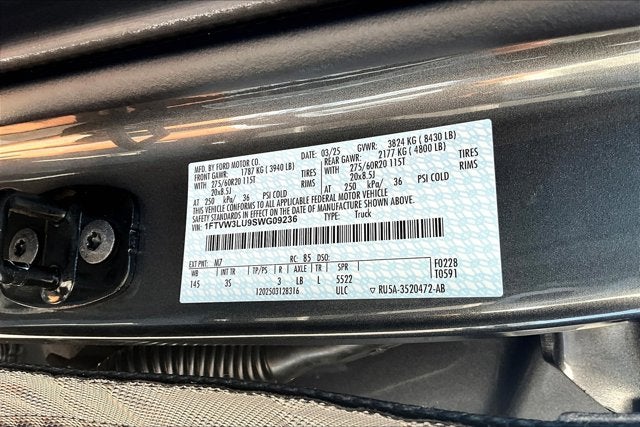 MFD. BY FORD MOTOR CO. 03/25 GVWR: 3824 KG ( 8430 LB)
FRONT GAWR: 1787 KG ( 3940 LB) REAR GAWR: 2177 KG ( 4800 LB)
WITH 275/60R20 115T TIRES WITH 275/60R20 115T TIRES
20x8.5J RIMS 20x8.5J RIMS
AT 250 kPa/ 36 PSI COLD AT 250 kPa/ 36 PSI COLD
THIS VEHICLE CONFORMS TO ALL APPLICABLE FEDERAL MOTOR VEHICLE
SAFETY STANDARDS IN EFFECT ON THE DATE OF MANUFACTURE SHOWN ABOVE.
VIN: 1FTVW3LU9SWG09236 TYPE: Truck
EXT PNT: M7 RC: 85 DSO: F0228
WB INT TR TP/PS R AXLE TR SPR T0591
145 3S 3 LB L 5522
1202503128316 ULC ▽ RU5A-3520472-AB